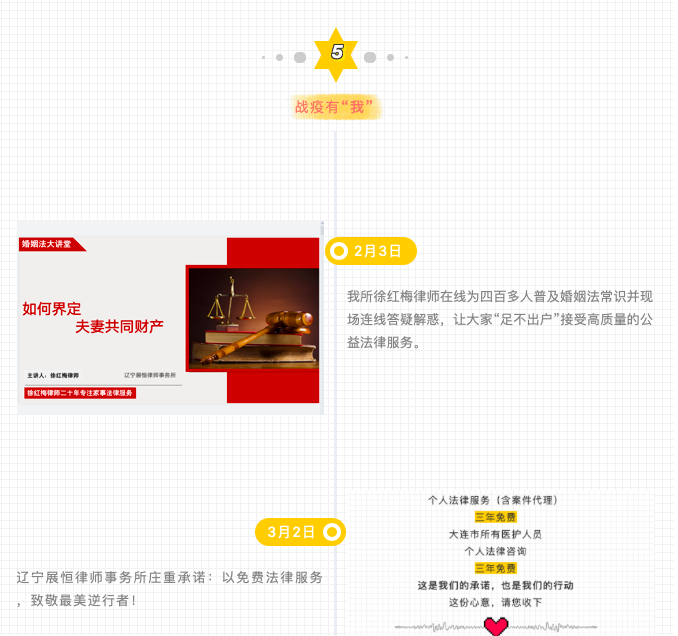 5
战疫有“我”
婚姻法大讲堂
如何界定
夫妻共同财产
主讲人：徐红梅律师
辽宁展恒律师事务所
徐红梅律师二十年专注家事法律服务
2月3日
我所徐红梅律师在线为四百多人普及婚姻法常识并现
场连线答疑解惑，让大家“足不出户”接受高质量的公
益法律服务。
3月2日
辽宁展恒律师事务所庄重承诺：以免费法律服务
，致敬最美逆行者！
个人法律服务（含案件代理）
三年免费
大连市所有医护人员
个人法律咨询
三年免费
这是我们的承诺，也是我们的行动
这份心意，请您收下